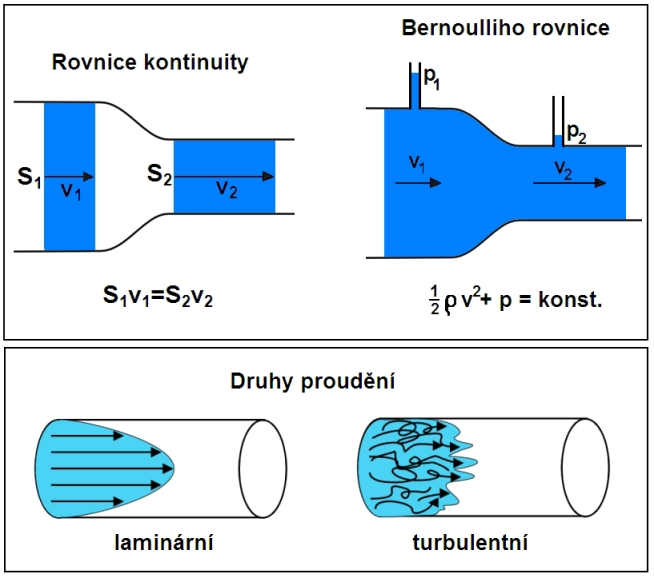 Rovnice kontinuity
S₁ v₁ S₂ v₂
S₁v₁=S₂v₂
Bernoulliho rovnice
p₁
p₂
v₁ v₂
½ρv²+ p = konst.
Druhy proudění
laminární
turbulentní